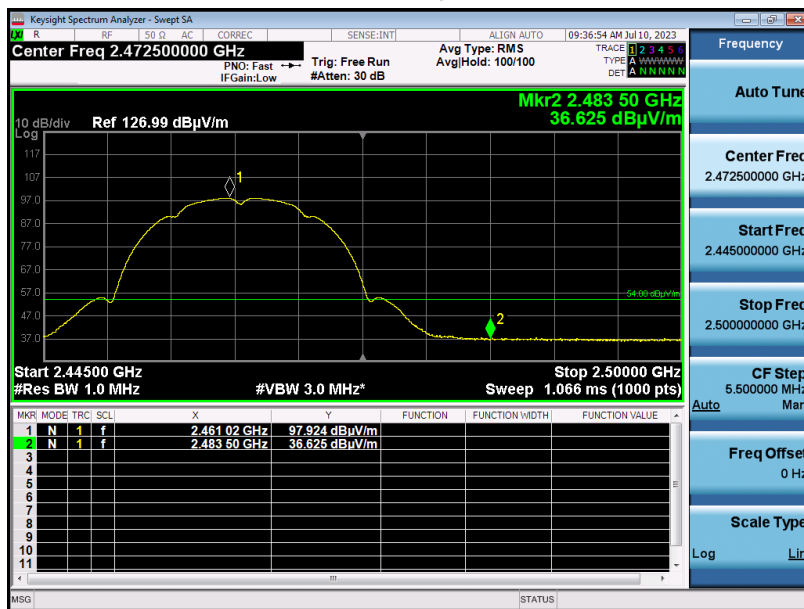 Keysight Spectrum Analyzer - Swept SA
R RF 50 Ω AC CORREC SENSE:INT ALIGN AUTO 09:36:54 AM Jul 10, 2023
Center Freq 2.472500000 GHz
PNO: Fast
IFGain:Low
Trig: Free Run
#Atten: 30 dB
Avg Type: RMS
Avg|Hold: 100/100
TRACE 1 2 3 4 5 6
TYPE A WWWWW
DET A N N N N N
Mkr2 2.483 50 GHz
36.625 dBµV/m
10 dB/div Ref 126.99 dBµV/m
Log
117
107
97.0
87.0
77.0
67.0
57.0
47.0
37.0
1
54.00 dBµV/m
2
Start 2.44500 GHz Stop 2.50000 GHz
#Res BW 1.0 MHz #VBW 3.0 MHz* Sweep 1.066 ms (1000 pts)
MKR MODE TRC SCL X Y FUNCTION FUNCTION WIDTH FUNCTION VALUE
1 N 1 f 2.461 02 GHz 97.924 dBµV/m
2 N 1 f 2.483 50 GHz 36.625 dBµV/m
3
4
5
6
7
8
9
10
11
MSG STATUS
Frequency
Auto Tune
Center Freq
2.472500000 GHz
Start Freq
2.445000000 GHz
Stop Freq
2.500000000 GHz
CF Step
5.500000 MHz
Auto Man
Freq Offset
0 Hz
Scale Type
Log Lin